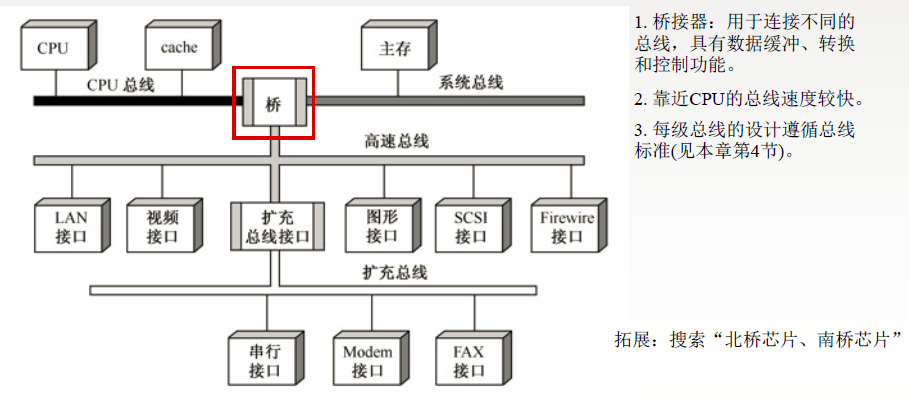 CPU
cache
主存
CPU 总线
桥
系统总线
高速总线
LAN
接口
视频
接口
扩充
总线接口
图形
接口
SCSI
接口
Firewire
接口
扩充总线
串行
接口
Modem
接口
FAX
接口
1. 桥接器：用于连接不同的
总线，具有数据缓冲、转换
和控制功能。
2. 靠近CPU的总线速度较快。
3. 每级总线的设计遵循总线
标准(见本章第4节)。
拓展：搜索“北桥芯片、南桥芯片”